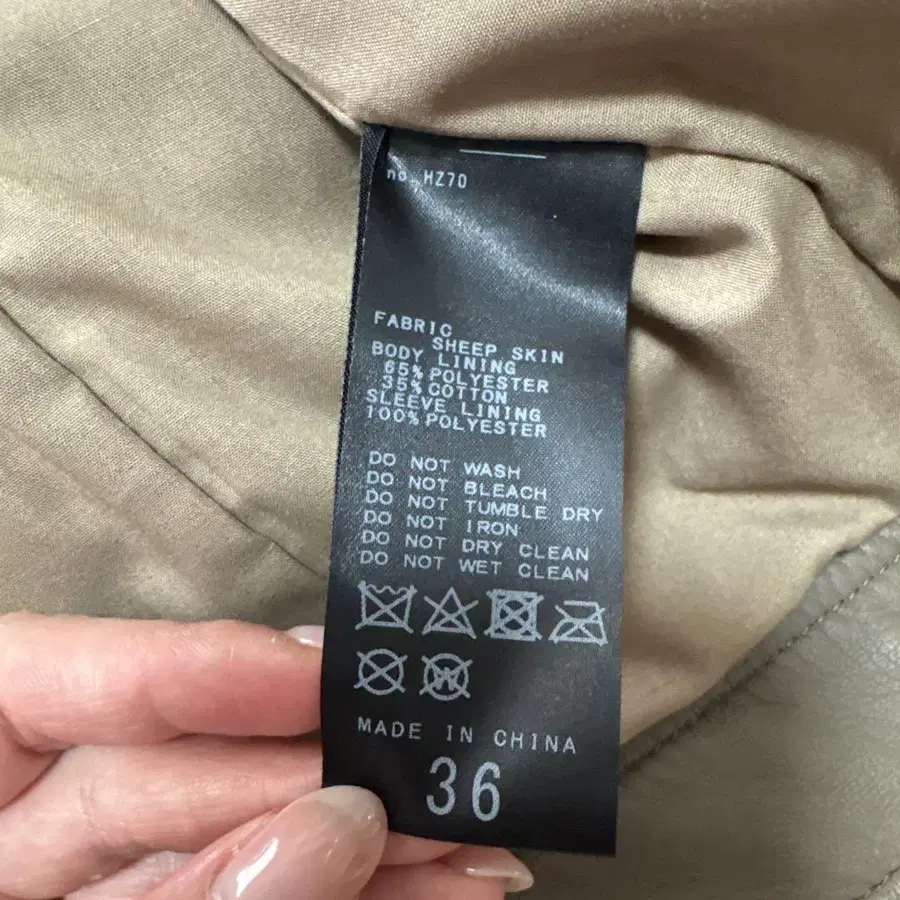 no. HZ70
FABRIC
SHEEP SKIN
BODY LINING
65% POLYESTER
35% COTTON
SLEEVE LINING
100% POLYESTER
DO NOT WASH
DO NOT BLEACH
DO NOT TUMBLE DRY
DO NOT IRON
DO NOT DRY CLEAN
DO NOT WET CLEAN
W
MADE IN CHINA
36